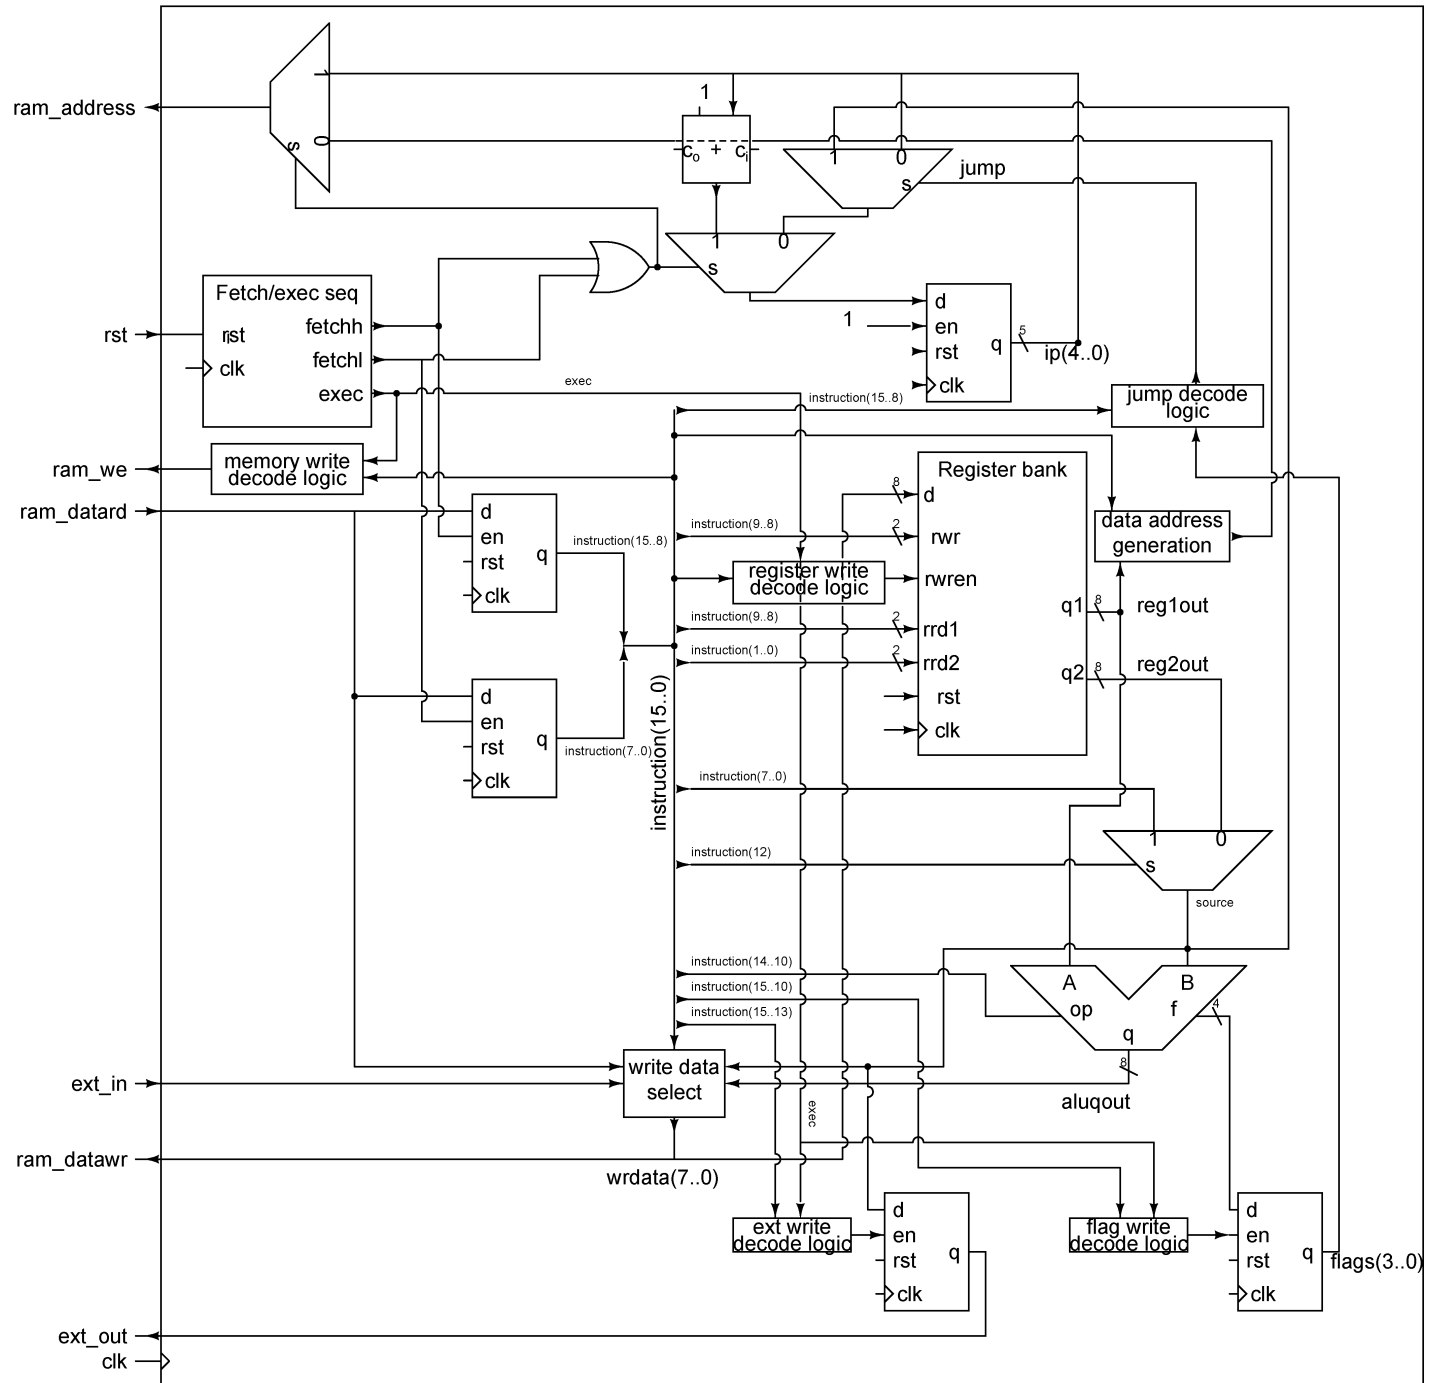 1
ram_address
1
0
s
c₀ + cᵢ
1
0
s
jump
1
0
s
Fetch/exec seq
rst
rst
fetchh
clk
fetchl
exec
exec
d
1
en
rst
q
5
ip(4..0)
clk
instruction(15..8)
jump decode
logic
ram_we
memory write
decode logic
Register bank
ram_datard
d
en
rst
clk
q
instruction(15..8)
8
d
instruction(9..8)
2
rwr
data address
generation
register write
decode logic
rwren
q1
8
reg1out
instruction(9..8)
2
rrd1
instruction(1..0)
2
rrd2
q2
8
reg2out
rst
clk
d
en
rst
clk
q
instruction(7..0)
instruction(15..0)
instruction(7..0)
1
0
s
instruction(12)
source
instruction(14..10)
instruction(15..10)
instruction(15..13)
A
B
op
f
4
q
8
aluqout
write data
select
ext_in
exec
ram_datawr
wrdata(7..0)
ext write
decode logic
d
en
rst
clk
q
flag write
decode logic
d
en
rst
clk
q
flags(3..0)
ext_out
clk